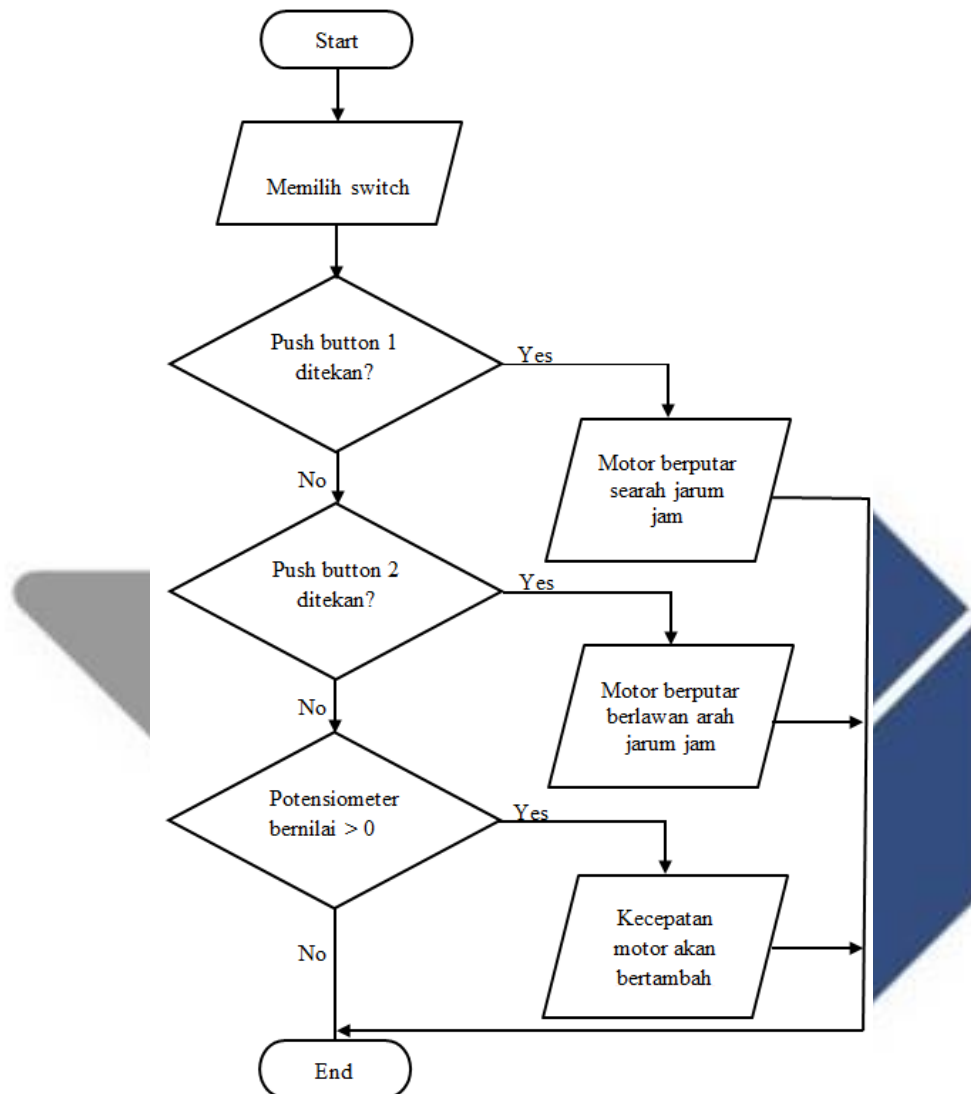 Start
Memilih switch
Push button 1
ditekan?
Yes
Motor berputar
searah jarum
jam
No
Push button 2
ditekan?
Yes
Motor berputar
berlawan arah
jarum jam
No
Potensiometer
bernilai > 0
Yes
Kecepatan
motor akan
bertambah
No
End